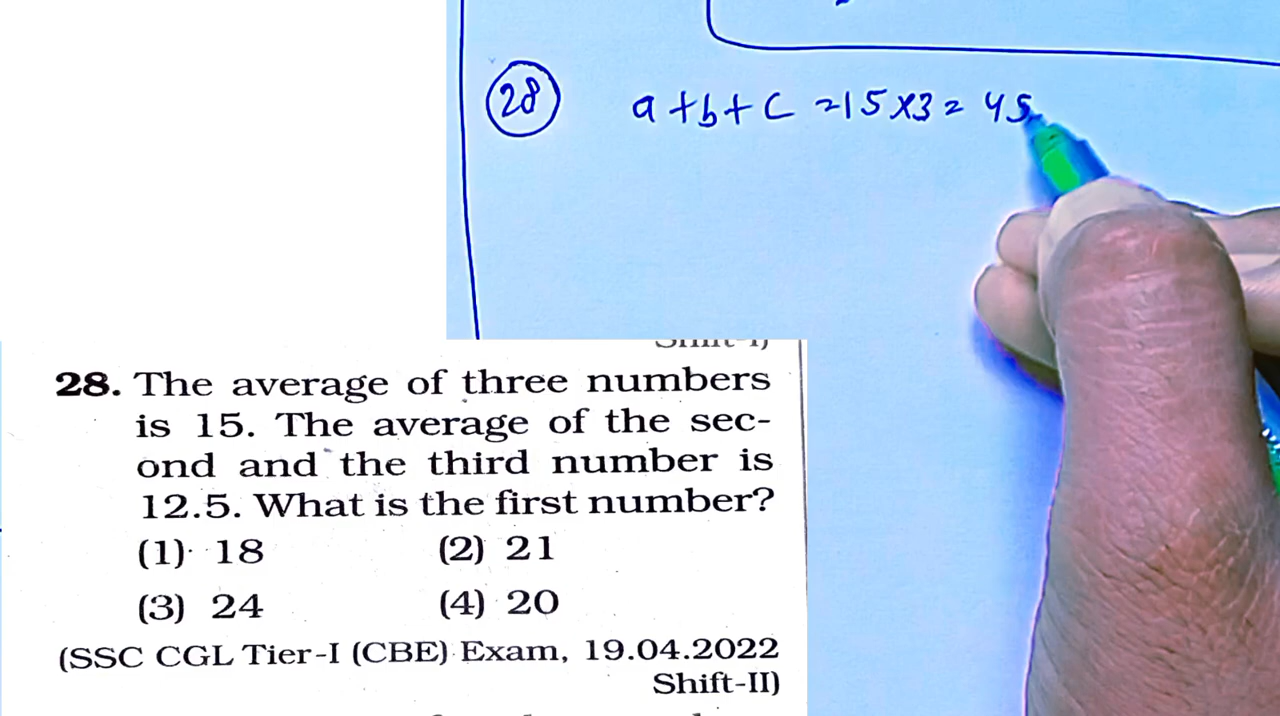 28 a+b+c=15×3=45
28. The average of three numbers
is 15. The average of the sec-
ond and the third number is
12.5. What is the first number?
(1) 18 (2) 21
(3) 24 (4) 20
(SSC CGL Tier-I (CBE) Exam, 19.04.2022
Shift-II)